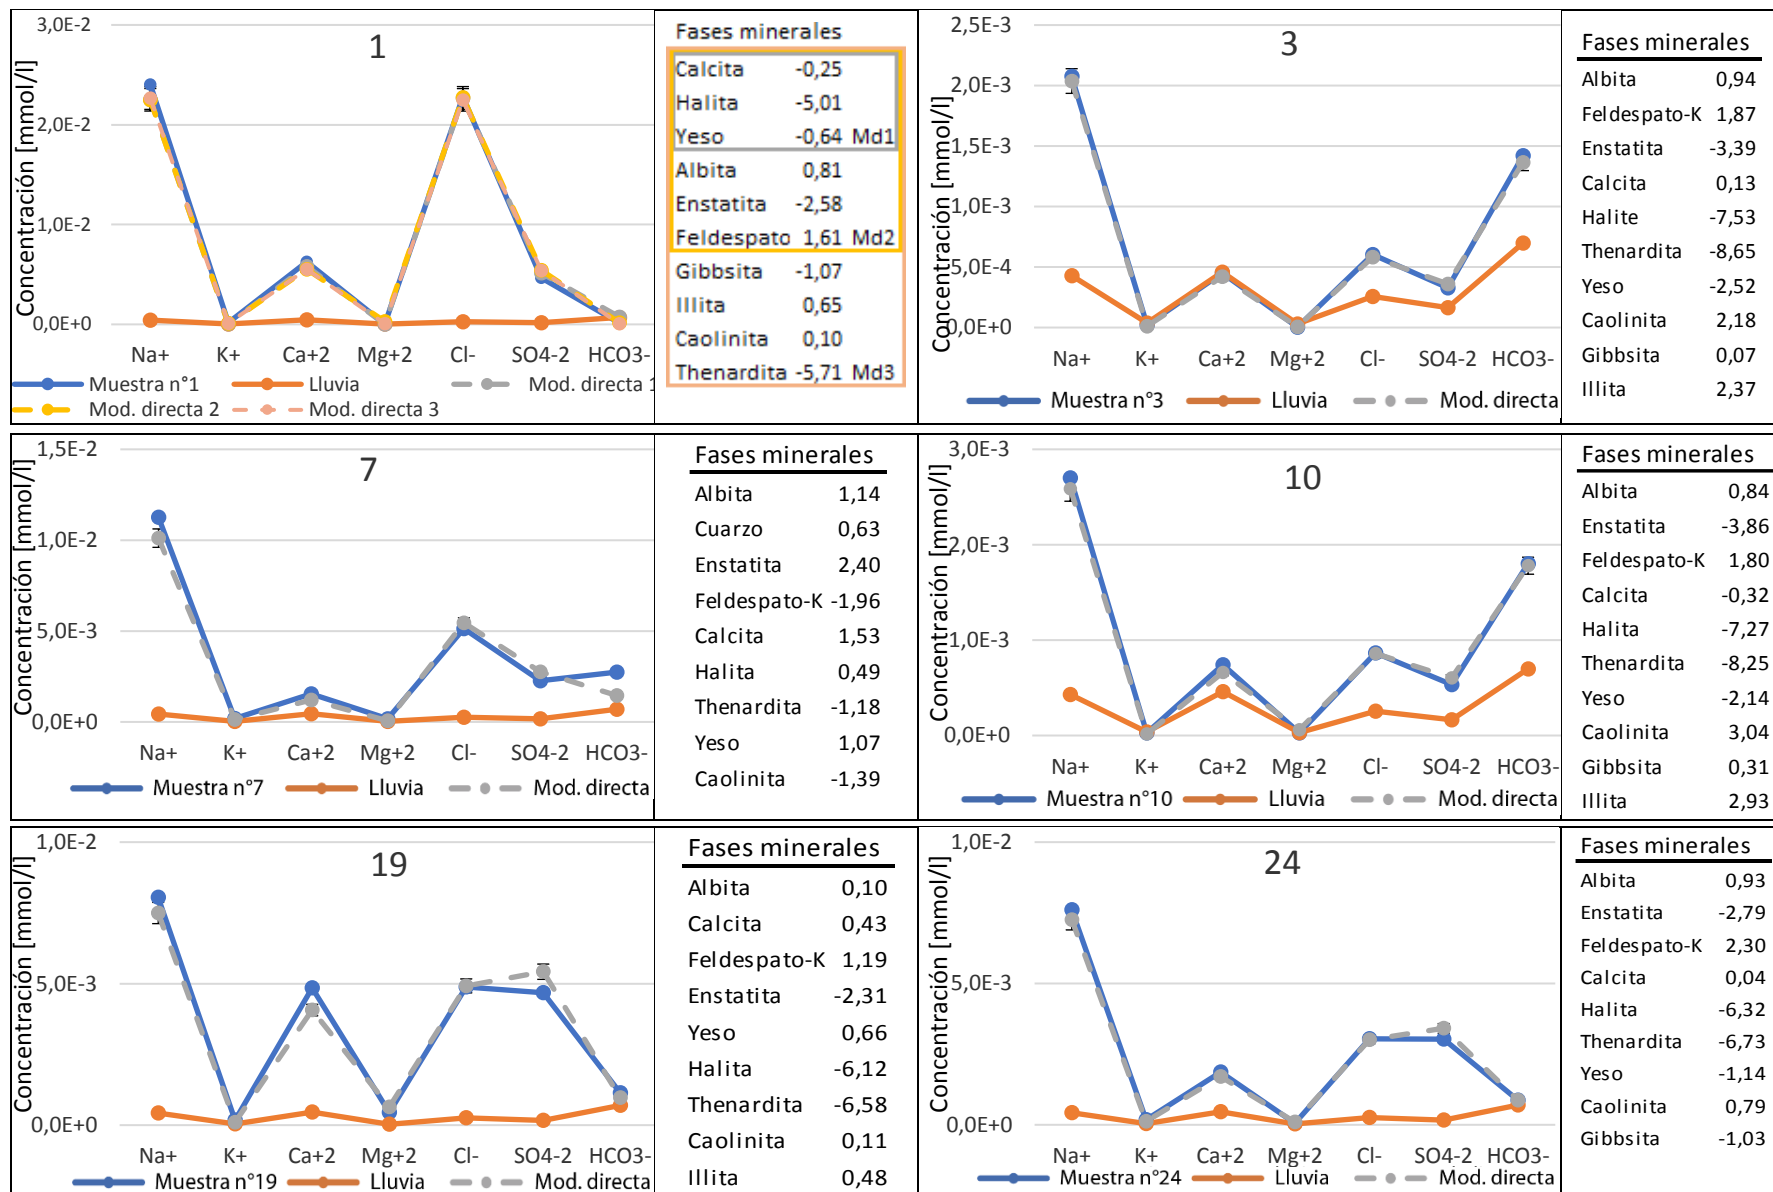 1
Concentración [mmol/l]
3,0E-2
2,0E-2
1,0E-2
0,0E+0
Na+ K+ Ca+2 Mg+2 Cl- SO4-2 HCO3-
Muestra n°1 Lluvia Mod. directa 1
Mod. directa 2 Mod. directa 3
Fases minerales
Calcita -0,25
Halita -5,01
Yeso -0,64 Md1
Albita 0,81
Enstatita -2,58
Feldespato 1,61 Md2
Gibbsita -1,07
Illita 0,65
Caolinita 0,10
Thenardita -5,71 Md3
3
Concentración [mmol/l]
2,5E-3
2,0E-3
1,5E-3
1,0E-3
5,0E-4
0,0E+0
Na+ K+ Ca+2 Mg+2 Cl- SO4-2 HCO3-
Muestra n°3 Lluvia Mod. directa
Fases minerales
Albita 0,94
Feldespato-K 1,87
Enstatita -3,39
Calcita 0,13
Halite -7,53
Thenardita -8,65
Yeso -2,52
Caolinita 2,18
Gibbsita 0,07
Illita 2,37
7
Concentración [mmol/l]
1,5E-2
1,0E-2
5,0E-3
0,0E+0
Na+ K+ Ca+2 Mg+2 Cl- SO4-2 HCO3-
Muestra n°7 Lluvia Mod. directa
Fases minerales
Albita 1,14
Cuarzo 0,63
Enstatita 2,40
Feldespato-K -1,96
Calcita 1,53
Halita 0,49
Thenardita -1,18
Yeso 1,07
Caolinita -1,39
10
Concentración [mmol/l]
3,0E-3
2,0E-3
1,0E-3
0,0E+0
Na+ K+ Ca+2 Mg+2 Cl- SO4-2 HCO3-
Muestra n°10 Lluvia Mod. directa
Fases minerales
Albita 0,84
Enstatita -3,86
Feldespato-K 1,80
Calcita -0,32
Halita -7,27
Thenardita -8,25
Yeso -2,14
Caolinita 3,04
Gibbsita 0,31
Illita 2,93
19
Concentración [mmol/l]
1,0E-2
5,0E-3
0,0E+0
Na+ K+ Ca+2 Mg+2 Cl- SO4-2 HCO3-
Muestra n°19 Lluvia Mod. directa
Fases minerales
Albita 0,10
Calcita 0,43
Feldespato-K 1,19
Enstatita -2,31
Yeso 0,66
Halita -6,12
Thenardita -6,58
Caolinita 0,11
Illita 0,48
24
Concentración [mmol/l]
1,0E-2
5,0E-3
0,0E+0
Na+ K+ Ca+2 Mg+2 Cl- SO4-2 HCO3-
Muestra n°24 Lluvia Mod. directa
Fases minerales
Albita 0,93
Enstatita -2,79
Feldespato-K 2,30
Calcita 0,04
Halita -6,32
Thenardita -6,73
Yeso -1,14
Caolinita 0,79
Gibbsita -1,03